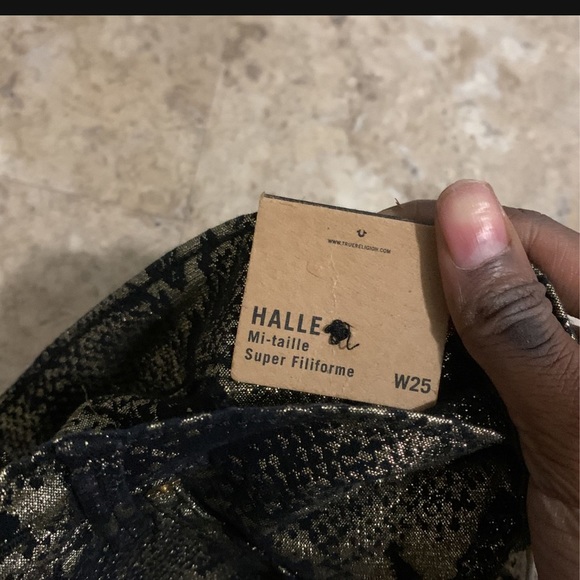 WWW.TRUERELIGION.COM
HALLE
Mi-taille
Super Filiforme
W25